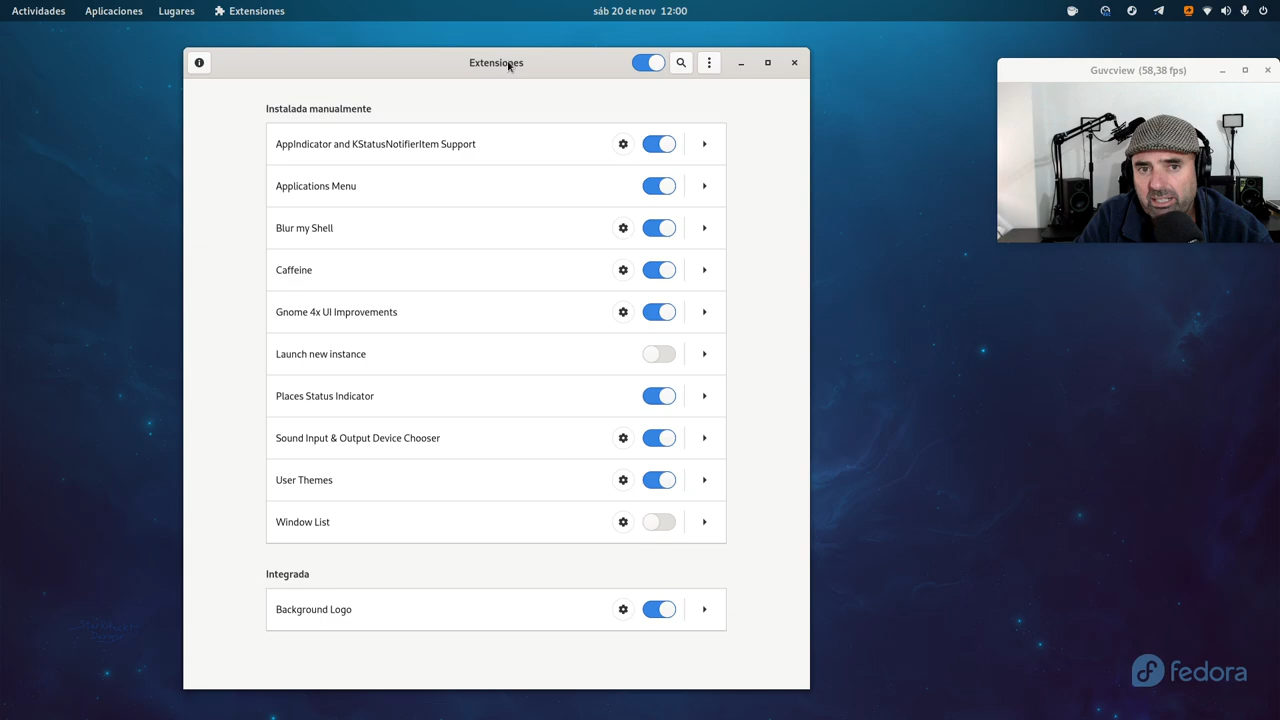 Actividades Aplicaciones Lugares Extensiones sáb 20 de nov 12:00
Extensiones
Guvcview (58,38 fps)
Instalada manualmente
AppIndicator and KStatusNotifierItem Support
Applications Menu
Blur my Shell
Caffeine
Gnome 4x UI Improvements
Launch new instance
Places Status Indicator
Sound Input & Output Device Chooser
User Themes
Window List
Integrada
Background Logo
fedora